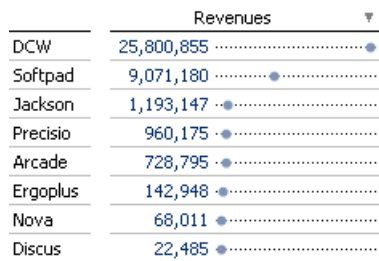 Revenues
DCW 25,800,855
Softpad 9,071,180
Jackson 1,193,147
Precisio 960,175
Arcade 728,795
Ergoplus 142,948
Nova 68,011
Discus 22,485